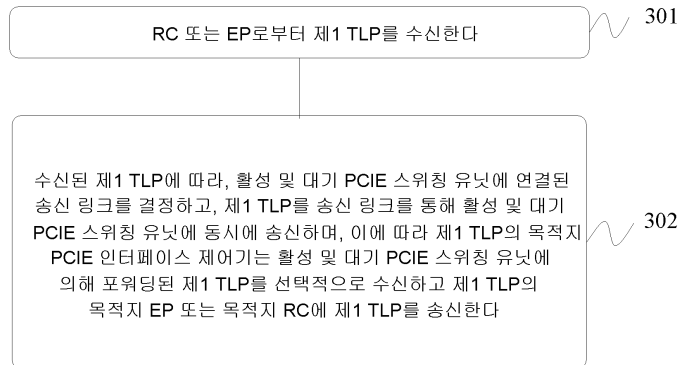 RC 또는 EP로부터 제1 TLP를 수신한다
301
수신된 제1 TLP에 따라, 활성 및 대기 PCIE 스위칭 유닛에 연결된
송신 링크를 결정하고, 제1 TLP를 송신 링크를 통해 활성 및 대기
PCIE 스위칭 유닛에 동시에 송신하며, 이에 따라 제1 TLP의 목적지
PCIE 인터페이스 제어기는 활성 및 대기 PCIE 스위칭 유닛에
의해 포워딩된 제1 TLP를 선택적으로 수신하고 제1 TLP의
목적지 EP 또는 목적지 RC에 제1 TLP를 송신한다
302